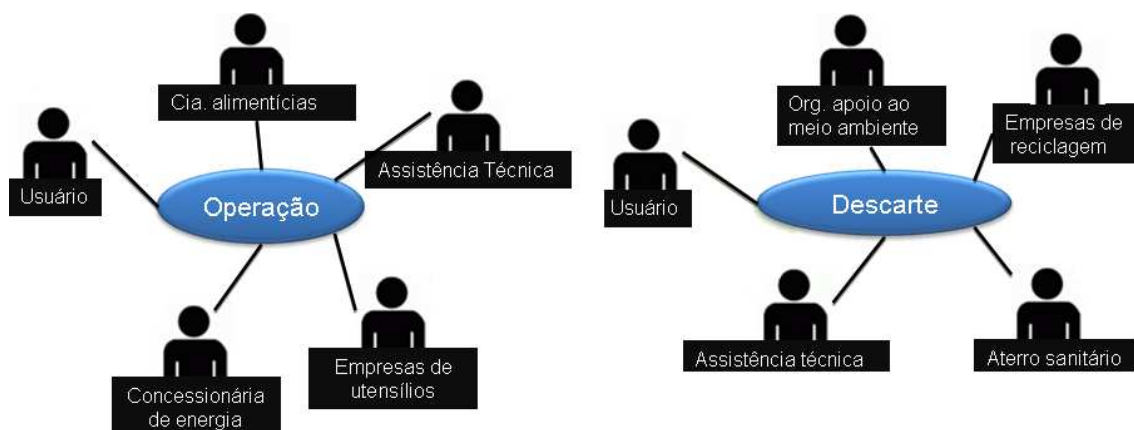 Cia. alimentícias
Assistência Técnica
Usuário
Operação
Empresas de
utensílios
Concessionária
de energia
Org. apoio ao
meio ambiente
Empresas de
reciclagem
Usuário
Descarte
Assistência técnica
Aterro sanitário